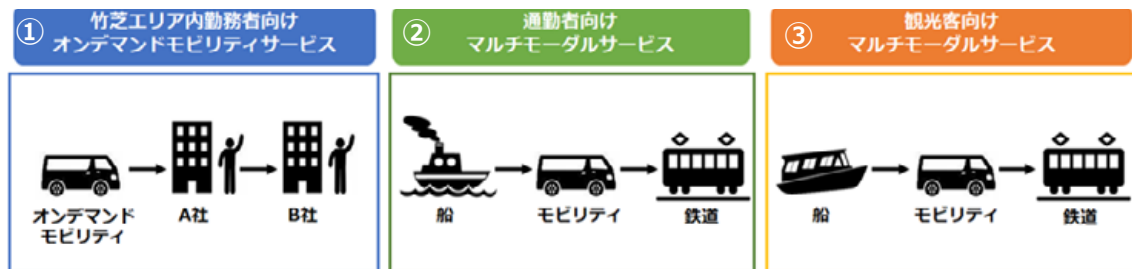 ① 竹芝エリア内勤務者向け
オンデマンドモビリティサービス
オンデマンド
モビリティ
A社
B社
② 通勤者向け
マルチモーダルサービス
船
モビリティ
鉄道
③ 観光客向け
マルチモーダルサービス
船
モビリティ
鉄道